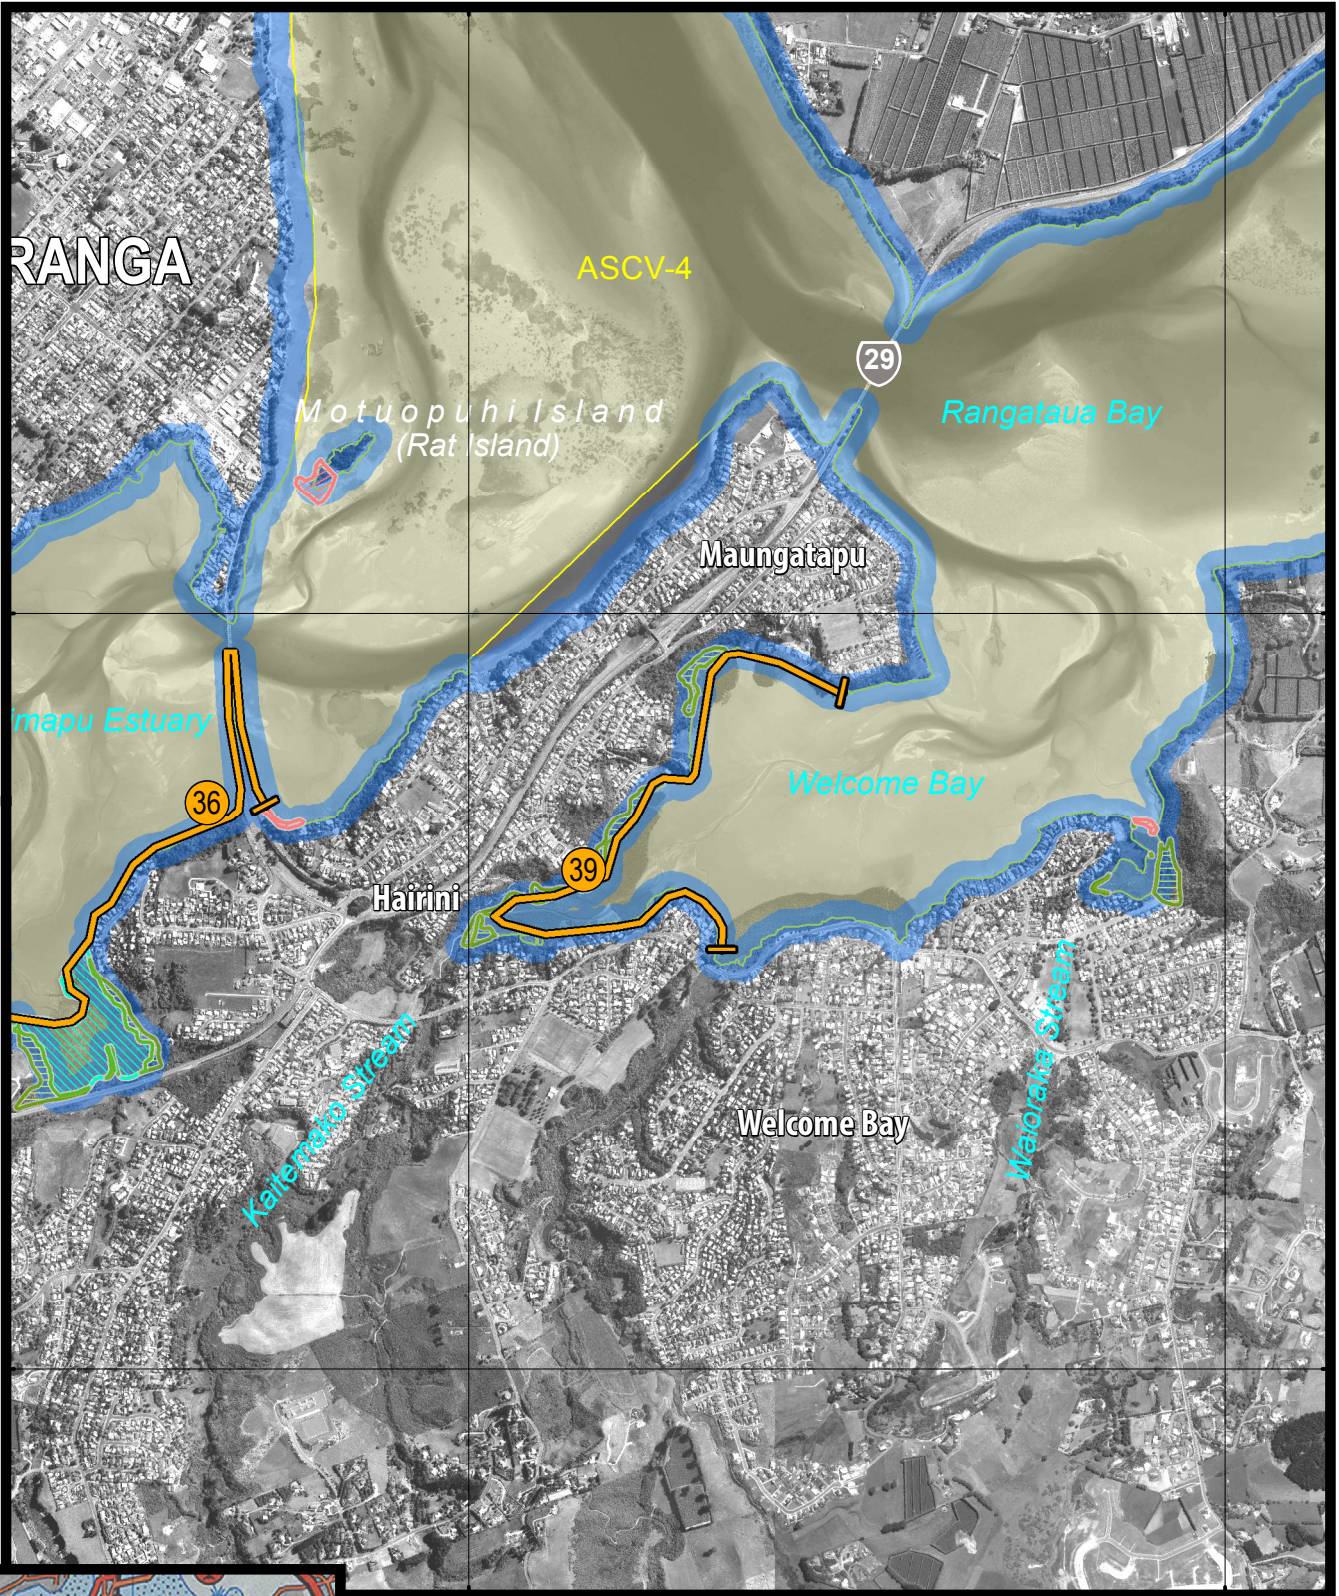 RANGA
ASCV-4
29
Motuopuhi Island
(Rat Island)
Rangataua Bay
Maungatapu
imapu Estuary
Welcome Bay
36
39
Hairini
Kaitemako Stream
Waioraka Stream
Welcome Bay